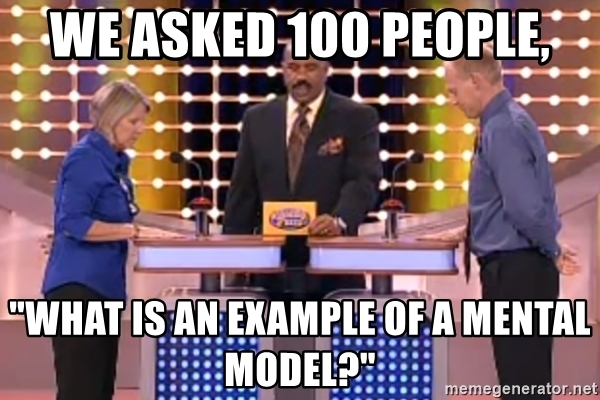 WE ASKED 100 PEOPLE,
"WHAT IS AN EXAMPLE OF A MENTAL
MODEL?"
memegenerator.net